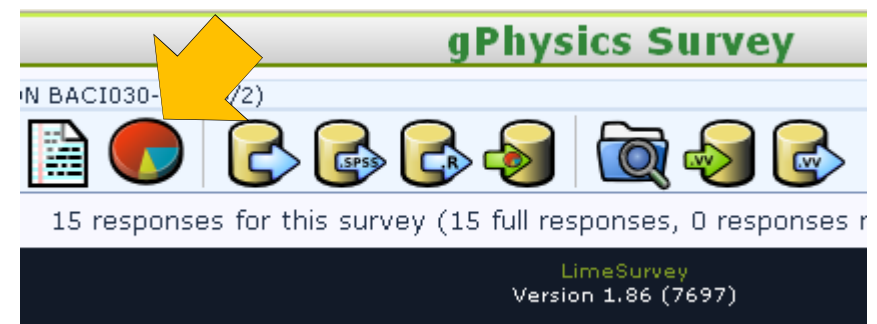 gPhysics Survey
N BACI030- /2)
.SPSS .R .VV .VV
15 responses for this survey (15 full responses, 0 responses
LimeSurvey
Version 1.86 (7697)